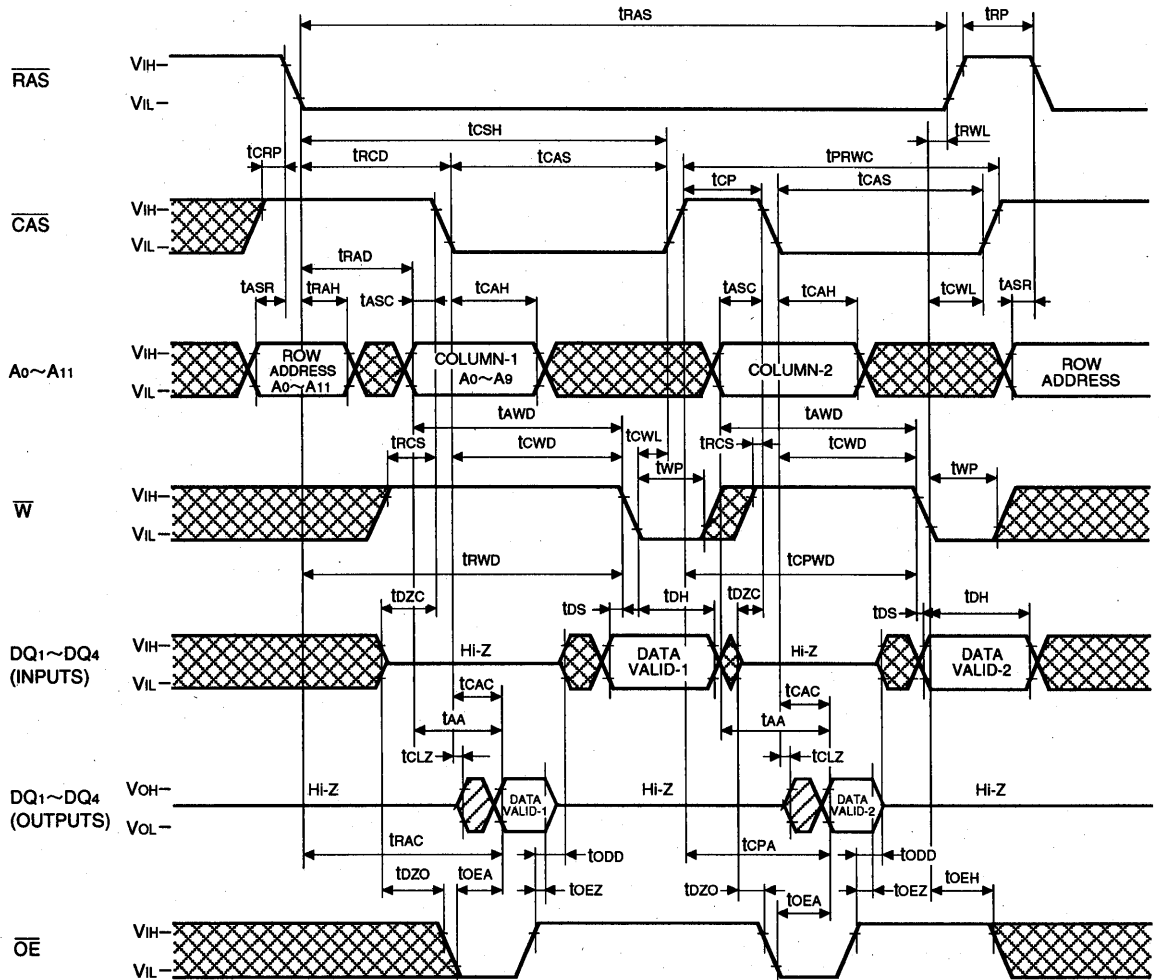 tRAS
tRP
RAS
VIH–
VIL–
tRWL
tCSH
tCRP
tRCD
tCAS
tPRWC
tCP
tCAS
CAS
VIH–
VIL–
tRAD
tASR
tRAH
tASC
tCAH
tASC
tCAH
tCWL
tASR
A0~A11
VIH–
VIL–
ROW
ADDRESS
A0~A11
COLUMN-1
A0~A9
COLUMN-2
ROW
ADDRESS
tAWD
tAWD
tRCS
tCWD
tCWL
tRCS
tCWD
tWP
tWP
W
VIH–
VIL–
tRWD
tCPWD
tDZC
tDS
tDH
tDZC
tDS
tDH
DQ1~DQ4
(INPUTS)
VIH–
VIL–
Hi-Z
DATA
VALID-1
Hi-Z
DATA
VALID-2
tCAC
tCAC
tAA
tAA
tCLZ
tCLZ
DQ1~DQ4
(OUTPUTS)
VOH–
VOL–
Hi-Z
DATA
VALID-1
Hi-Z
DATA
VALID-2
Hi-Z
tRAC
tODD
tCPA
tODD
tDZO
tOEA
tOEZ
tDZO
tOEA
tOEZ
tOEH
OE
VIH–
VIL–